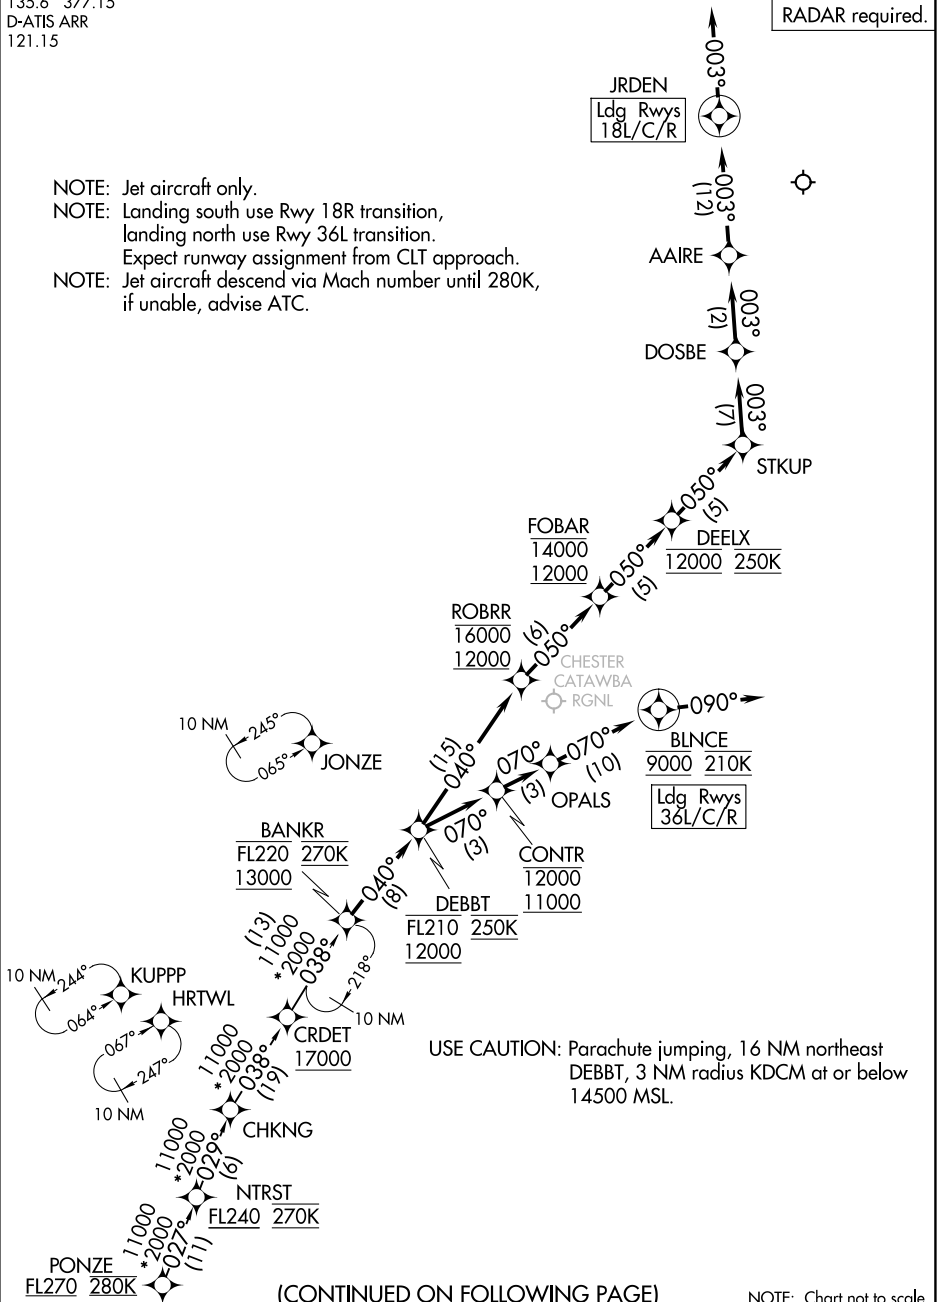 135.6 377.15
D-ATIS ARR
121.15
RADAR required.
003°
JRDEN
Ldg Rwys
18L/C/R
NOTE: Jet aircraft only.
NOTE: Landing south use Rwy 18R transition,
landing north use Rwy 36L transition.
Expect runway assignment from CLT approach.
NOTE: Jet aircraft descend via Mach number until 280K,
if unable, advise ATC.
003°
(12)
AAIRE
003°
(2)
DOSBE
003°
(7)
STKUP
050°
(5)
FOBAR
14000
12000
DEELX
12000 250K
050°
(5)
ROBRR
16000
12000
(6)
050°
CHESTER
CATAWBA
RGNL
10 NM
245°
065°
JONZE
(15)
040°
090°
BLNCE
9000 210K
Ldg Rwys
36L/C/R
070°
(10)
070°
(3)
OPALS
070°
(3)
CONTR
12000
11000
BANKR
FL220 270K
13000
040°
(8)
DEBBT
FL210 250K
12000
(13)
11000
*2000
038°
218°
10 NM
10 NM
244°
064°
KUPPP
HRTWL
067°
247°
10 NM
CRDET
17000
USE CAUTION: Parachute jumping, 16 NM northeast
DEBBT, 3 NM radius KDCM at or below
14500 MSL.
11000
*2000
038°
(19)
CHKNG
11000
*2000
029°
(6)
NTRST
FL240 270K
11000
*2000
027°
(11)
PONZE
FL270 280K
(CONTINUED ON FOLLOWING PAGE)
NOTE: Chart not to scale